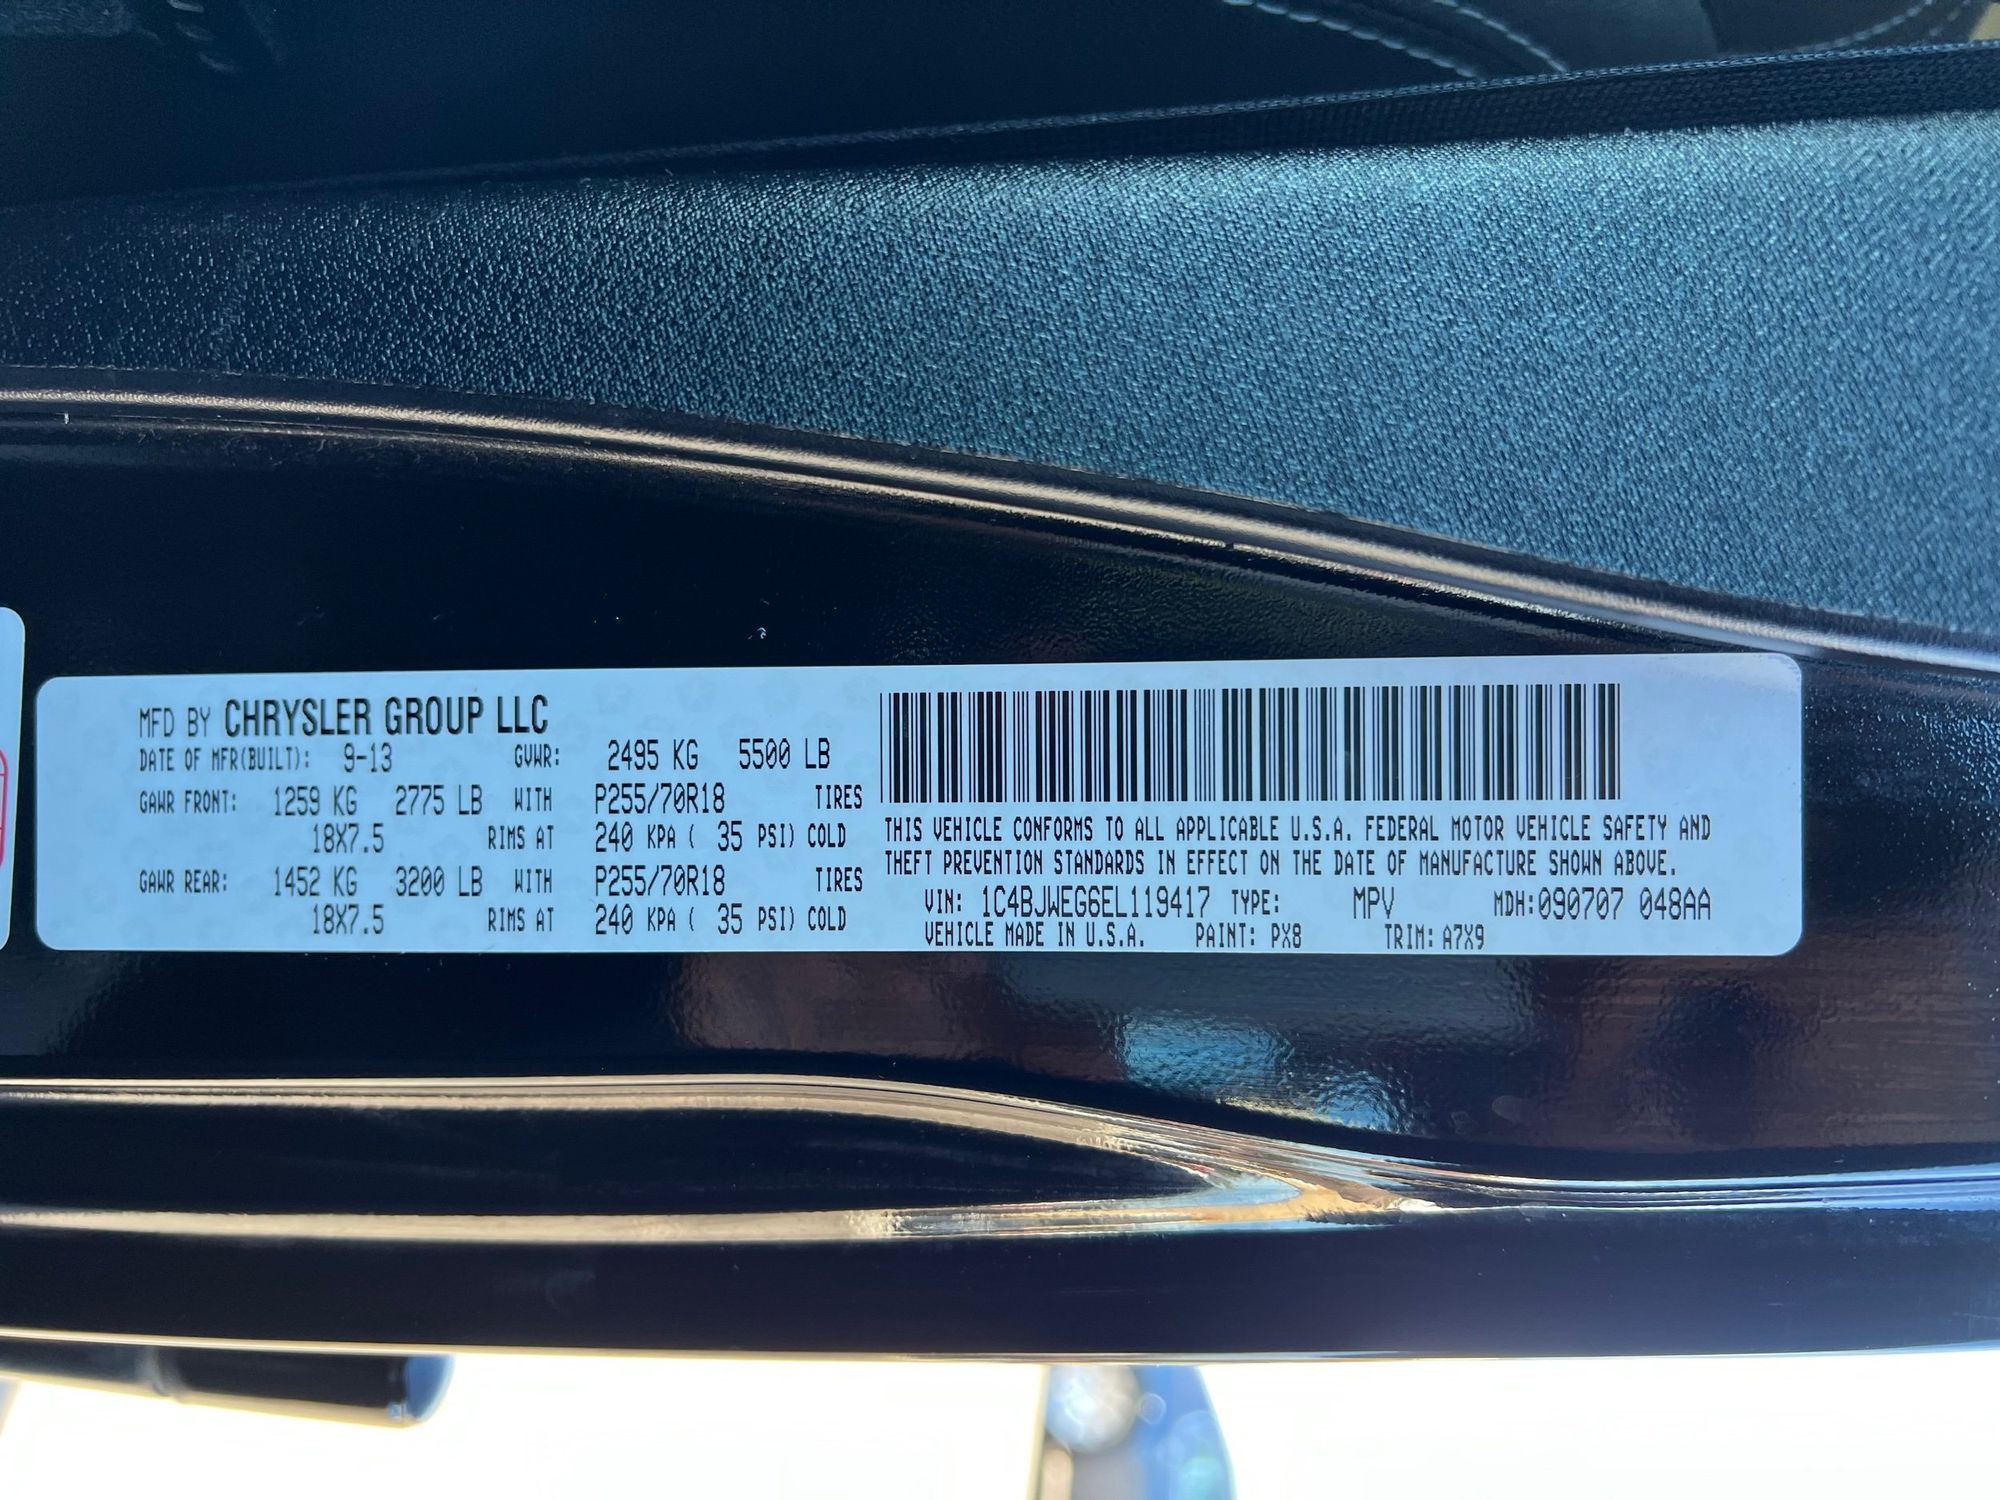 MFD BY CHRYSLER GROUP LLC
DATE OF MFR(BUILT): 9-13 GVWR: 2495 KG 5500 LB
GAWR FRONT: 1259 KG 2775 LB WITH P255/70R18 TIRES
18X7.5 RIMS AT 240 KPA ( 35 PSI) COLD
GAWR REAR: 1452 KG 3200 LB WITH P255/70R18 TIRES
18X7.5 RIMS AT 240 KPA ( 35 PSI) COLD
THIS VEHICLE CONFORMS TO ALL APPLICABLE U.S.A. FEDERAL MOTOR VEHICLE SAFETY AND
THEFT PREVENTION STANDARDS IN EFFECT ON THE DATE OF MANUFACTURE SHOWN ABOVE.
VIN: 1C4BJWEG6EL119417 TYPE: MPV MDH:090707 048AA
VEHICLE MADE IN U.S.A. PAINT: PX8 TRIM: A7X9